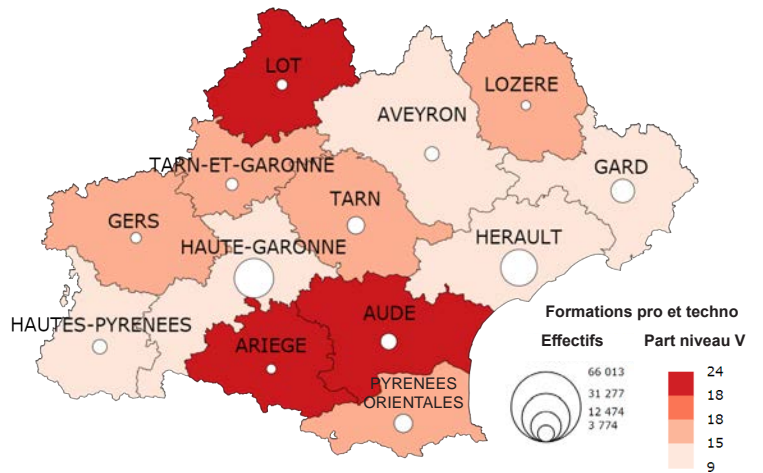 LOT
LOZERE
AVEYRON
TARN-ET-GARONNE
GARD
TARN
GERS
HAUTE-GARONNE
HERAULT
HAUTES-PYRENEES
AUDE
ARIEGE
PYRENEES
ORIENTALES
Formations pro et techno
Effectifs
66 013
31 277
12 474
3 774
Part niveau V
24
18
18
15
9